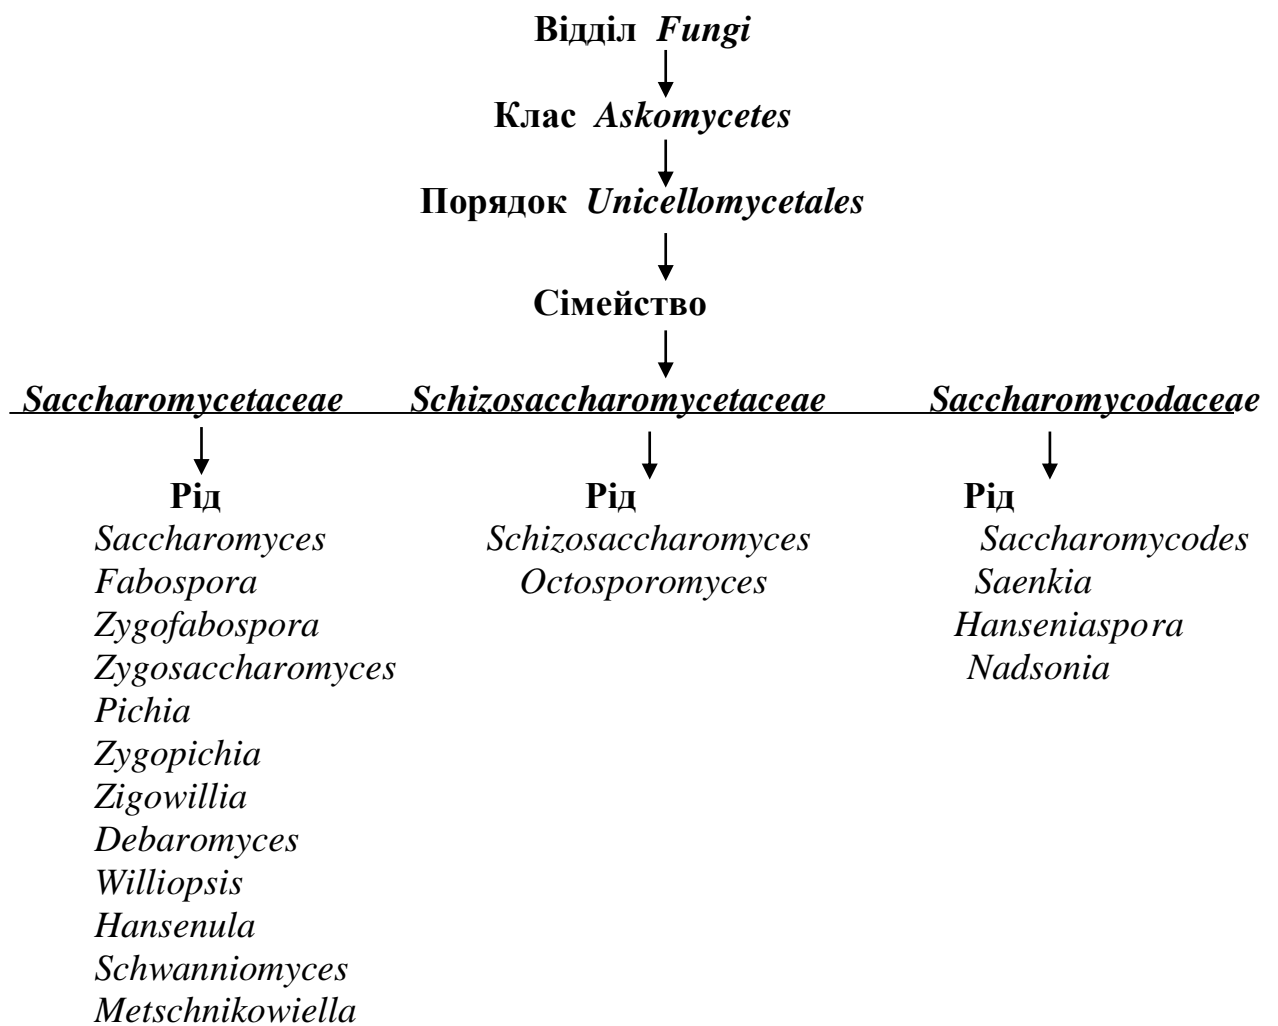 Відділ Fungi
Клас Askomycetes
Порядок Unicellomycetales
Сімейство
Saccharomycetaceae Schizosaccharomycetaceae Saccharomycodaceae
Рід Рід Рід
Saccharomyces Schizosaccharomyces Saccharomycodes
Fabospora Octosporomyces Saenkia
Zygofabospora Hanseniaspora
Zygosaccharomyces Nadsonia
Pichia
Zygopichia
Zigowillia
Debaromyces
Williopsis
Hansenula
Schwanniomyces
Metschnikowiella